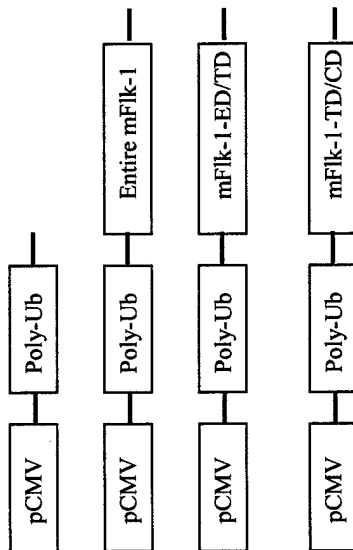 pCMV Poly-Ub
pCMV Poly-Ub Entire mFlk-1
pCMV Poly-Ub mFlk-1-ED/TD
pCMV Poly-Ub mFlk-1-TD/CD